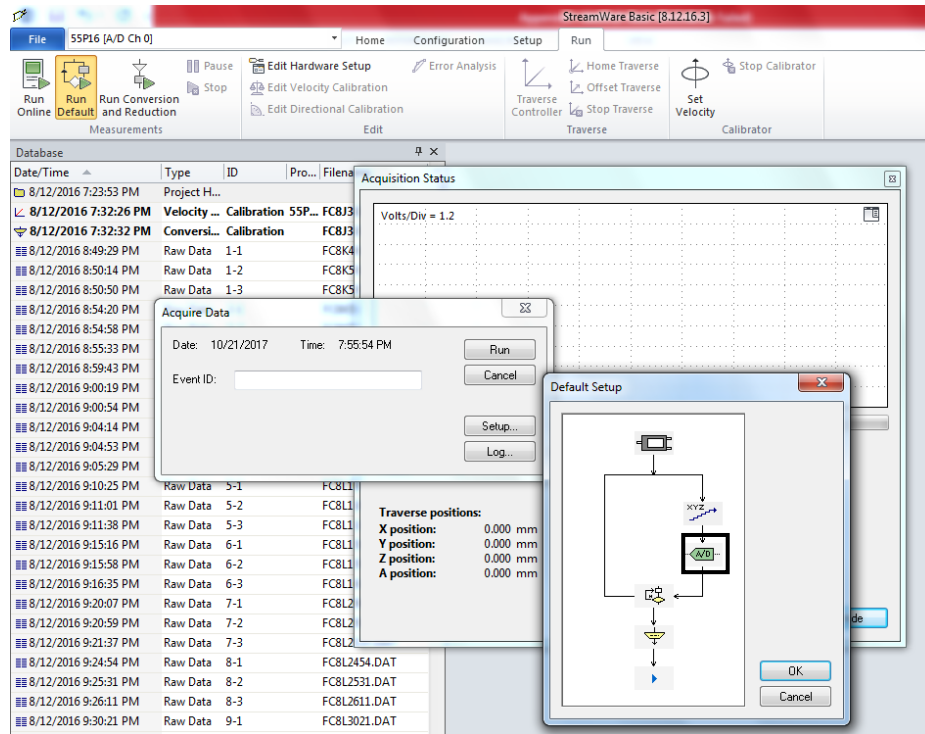 StreamWare Basic [8.12.16.3]
File
55P16 [A/D Ch 0]
Home Configuration Setup Run
Run Online
Run Default
Run Conversion and Reduction
Pause
Stop
Measurements
Edit Hardware Setup
Edit Velocity Calibration
Edit Directional Calibration
Error Analysis
Edit
Traverse Controller
Home Traverse
Offset Traverse
Stop Traverse
Traverse
Set Velocity
Stop Calibrator
Calibrator
Database
Date/Time Type ID Pro... Filena
8/12/2016 7:23:53 PM Project H...
8/12/2016 7:32:26 PM Velocity ... Calibration 55P... FC8J3
8/12/2016 7:32:32 PM Conversi... Calibration FC8J3
8/12/2016 8:49:29 PM Raw Data 1-1 FC8K4
8/12/2016 8:50:14 PM Raw Data 1-2 FC8K5
8/12/2016 8:50:50 PM Raw Data 1-3 FC8K5
8/12/2016 8:54:20 PM
8/12/2016 8:54:58 PM
8/12/2016 8:55:33 PM
8/12/2016 8:59:43 PM
8/12/2016 9:00:19 PM
8/12/2016 9:00:54 PM
8/12/2016 9:04:14 PM
8/12/2016 9:04:53 PM
8/12/2016 9:05:29 PM
8/12/2016 9:10:25 PM Raw Data 5-1 FC8L1
8/12/2016 9:11:01 PM Raw Data 5-2 FC8L1
8/12/2016 9:11:38 PM Raw Data 5-3 FC8L1
8/12/2016 9:15:16 PM Raw Data 6-1 FC8L1
8/12/2016 9:15:58 PM Raw Data 6-2 FC8L1
8/12/2016 9:16:35 PM Raw Data 6-3 FC8L1
8/12/2016 9:20:07 PM Raw Data 7-1 FC8L2
8/12/2016 9:20:59 PM Raw Data 7-2 FC8L2
8/12/2016 9:21:37 PM Raw Data 7-3 FC8L2
8/12/2016 9:24:54 PM Raw Data 8-1 FC8L2454.DAT
8/12/2016 9:25:31 PM Raw Data 8-2 FC8L2531.DAT
8/12/2016 9:26:11 PM Raw Data 8-3 FC8L2611.DAT
8/12/2016 9:30:21 PM Raw Data 9-1 FC8L3021.DAT
Acquisition Status
Volts/Div = 1.2
Traverse positions:
X position: 0.000 mm
Y position: 0.000 mm
Z position: 0.000 mm
A position: 0.000 mm
de
Acquire Data
Date: 10/21/2017 Time: 7:55:54 PM
Event ID:
Run
Cancel
Setup...
Log...
Default Setup
XYZ
A/D
OK
Cancel